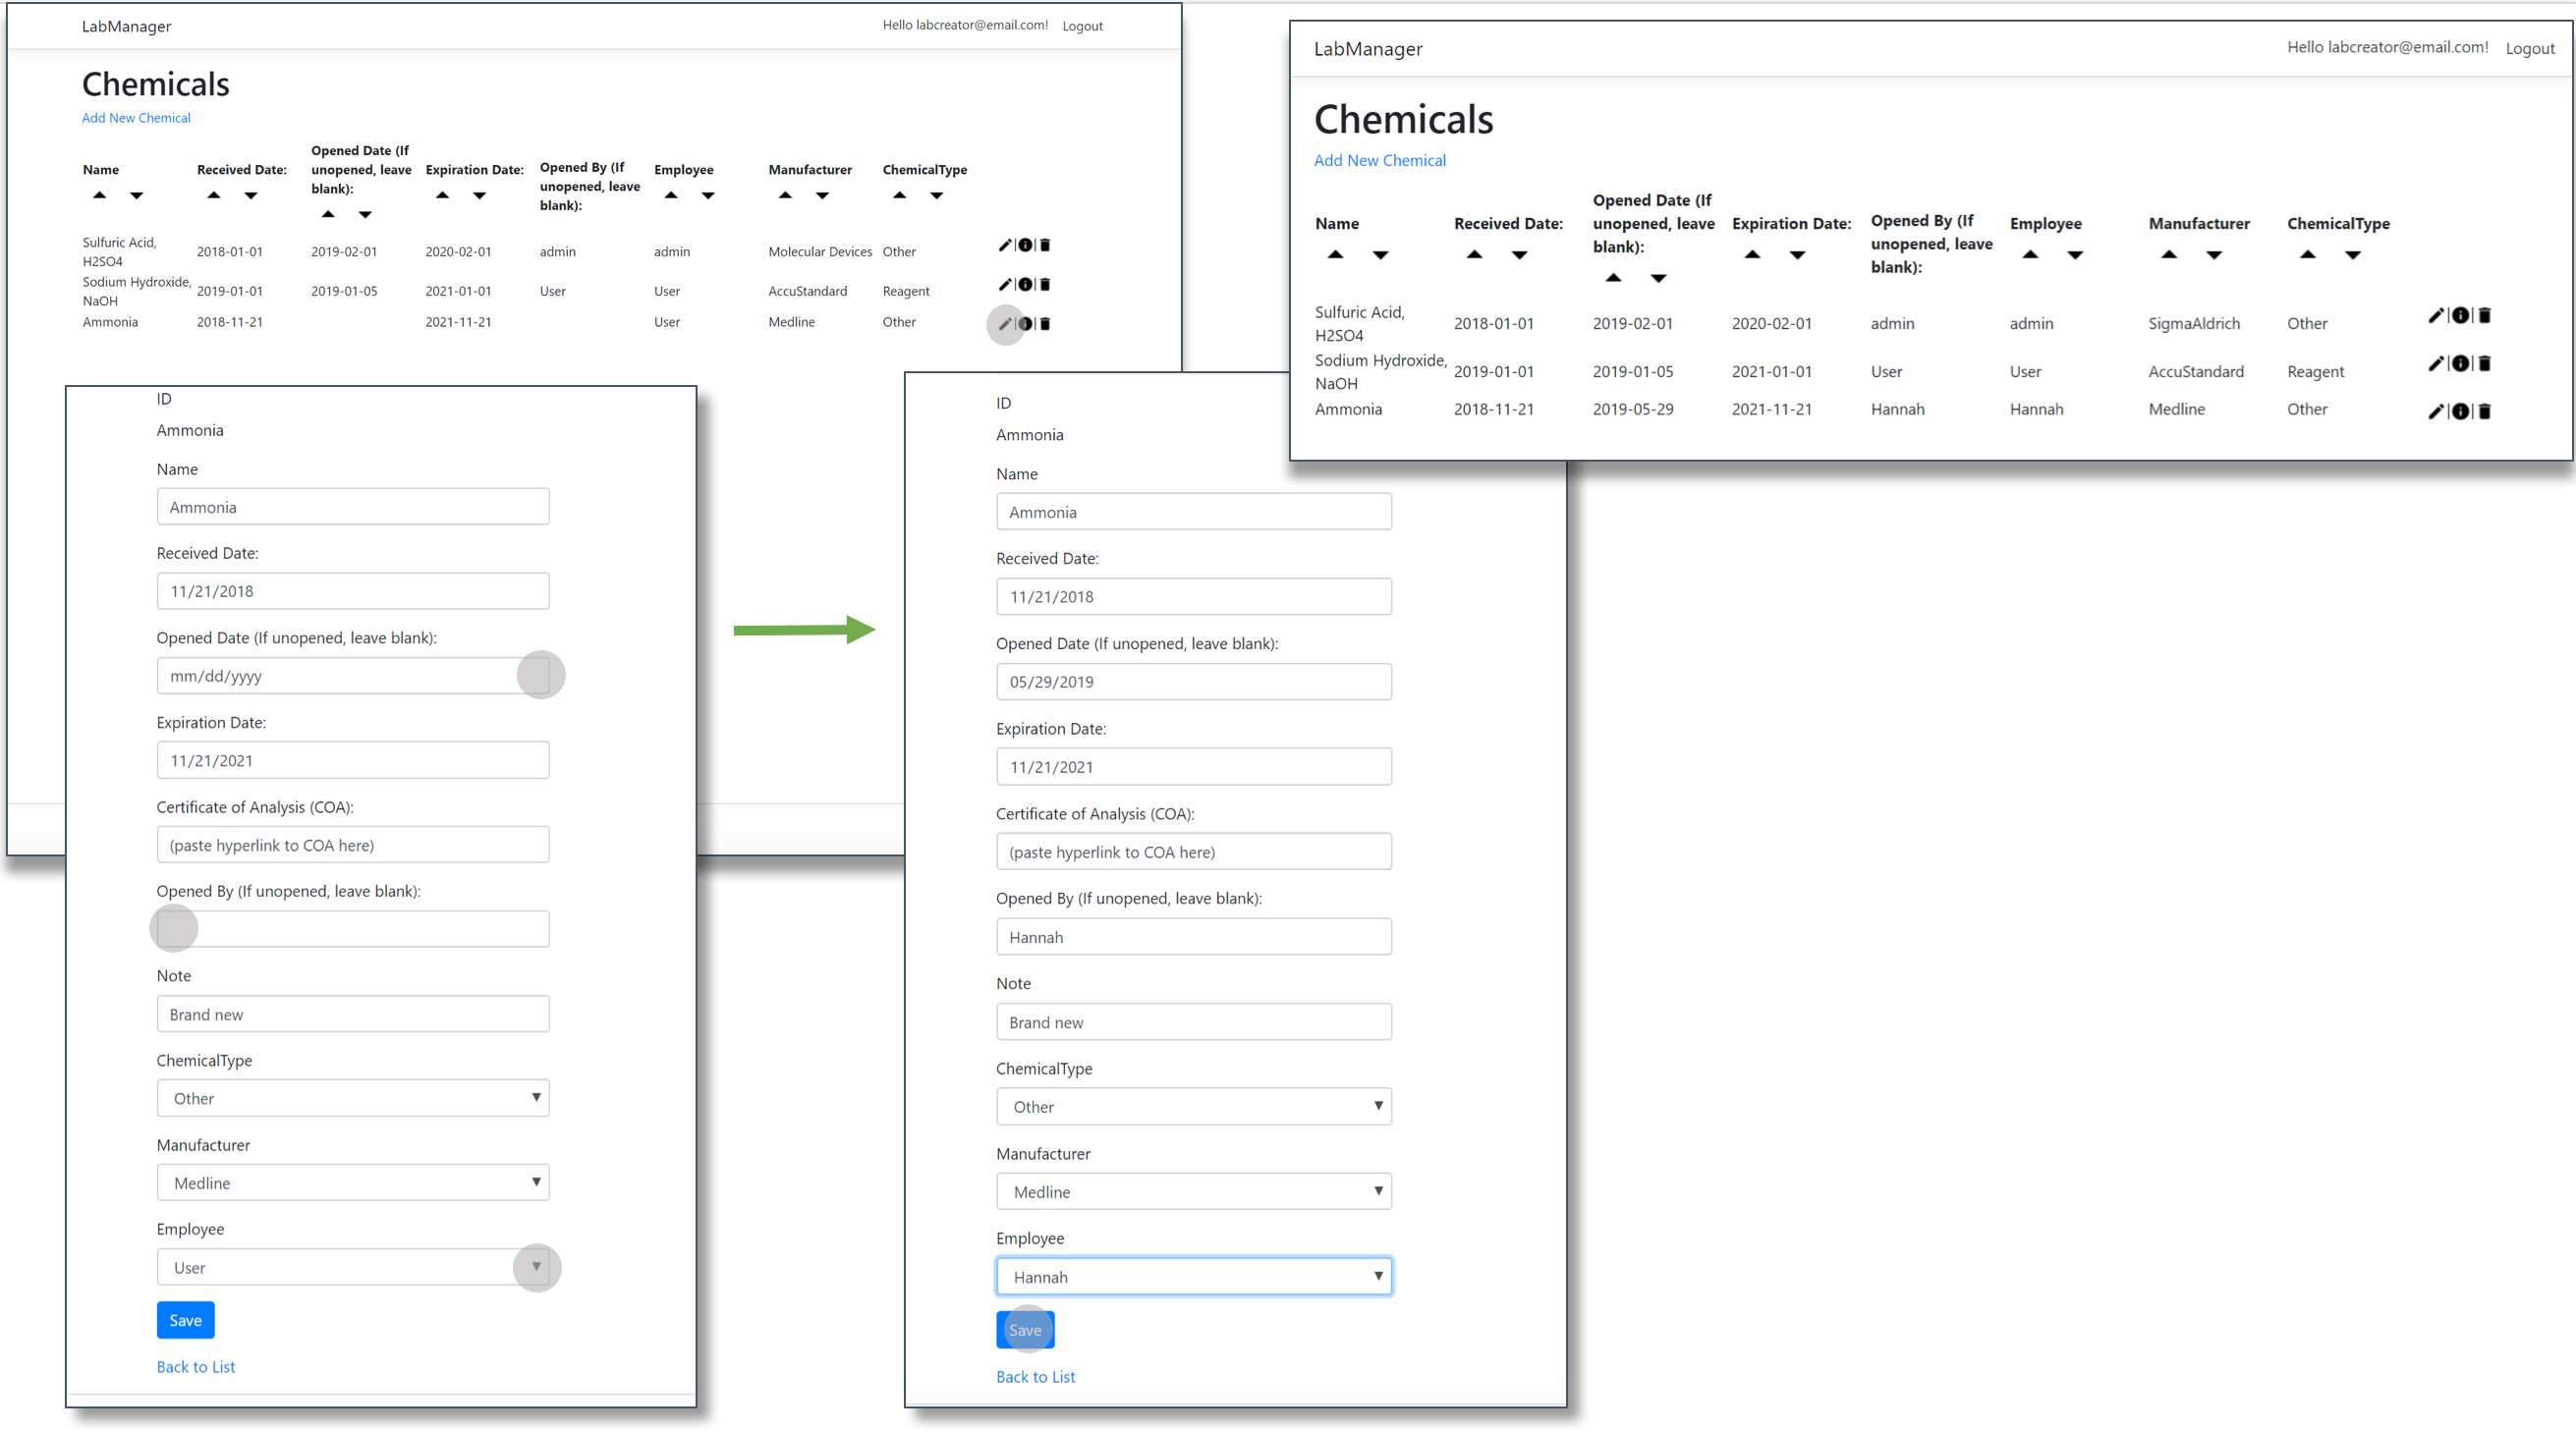 LabManager
Hello labcreator@email.com!
Logout
Chemicals
Add New Chemical
Name
Received Date:
Opened Date (If
unopened, leave
blank):
Expiration Date:
Opened By (If
unopened, leave
blank):
Employee
Manufacturer
ChemicalType
Sulfuric Acid,
H2SO4
2018-01-01
2019-02-01
2020-02-01
admin
admin
Molecular Devices
Other
Sodium Hydroxide,
NaOH
2019-01-01
2019-01-05
2021-01-01
User
User
AccuStandard
Reagent
Ammonia
2018-11-21
2021-11-21
User
Medline
Other
ID
Ammonia
Name
Ammonia
Received Date:
11/21/2018
Opened Date (If unopened, leave blank):
mm/dd/yyyy
Expiration Date:
11/21/2021
Certificate of Analysis (COA):
(paste hyperlink to COA here)
Opened By (If unopened, leave blank):
Note
Brand new
ChemicalType
Other
Manufacturer
Medline
Employee
User
Save
Back to List
ID
Ammonia
Name
Ammonia
Received Date:
11/21/2018
Opened Date (If unopened, leave blank):
05/29/2019
Expiration Date:
11/21/2021
Certificate of Analysis (COA):
(paste hyperlink to COA here)
Opened By (If unopened, leave blank):
Hannah
Note
Brand new
ChemicalType
Other
Manufacturer
Medline
Employee
Hannah
Save
Back to List
LabManager
Hello labcreator@email.com!
Logout
Chemicals
Add New Chemical
Name
Received Date:
Opened Date (If
unopened, leave
blank):
Expiration Date:
Opened By (If
unopened, leave
blank):
Employee
Manufacturer
ChemicalType
Sulfuric Acid,
H2SO4
2018-01-01
2019-02-01
2020-02-01
admin
admin
SigmaAldrich
Other
Sodium Hydroxide,
NaOH
2019-01-01
2019-01-05
2021-01-01
User
User
AccuStandard
Reagent
Ammonia
2018-11-21
2019-05-29
2021-11-21
Hannah
Hannah
Medline
Other